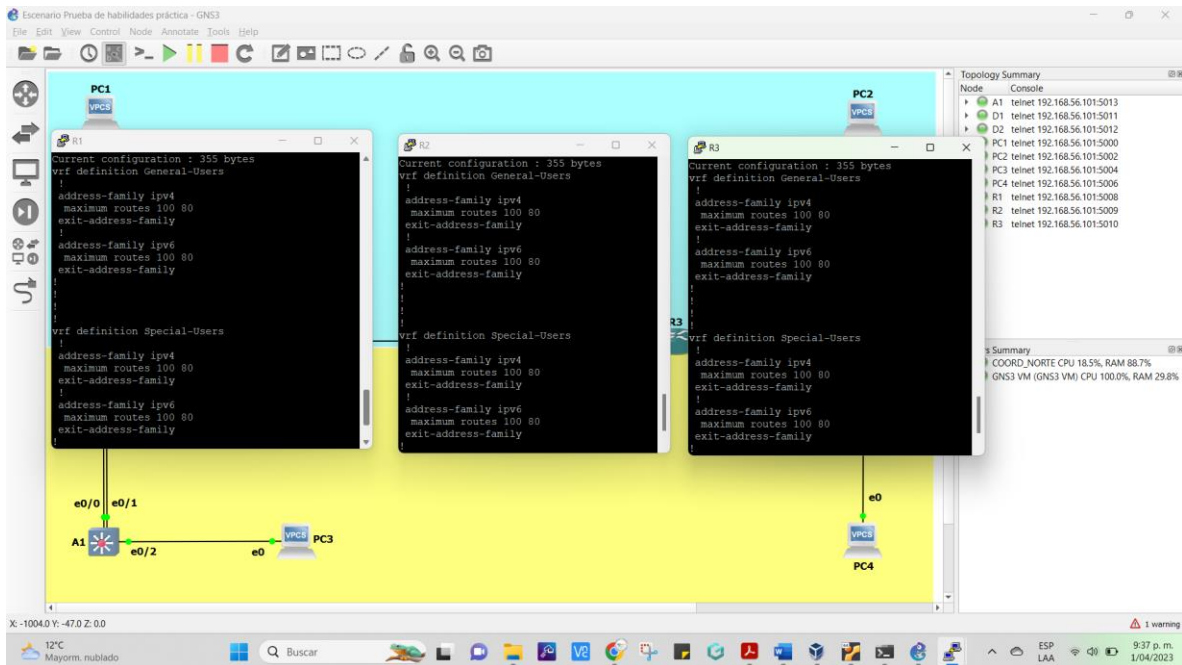 Escenario Prueba de habilidades práctica - GNS3
File Edit View Control Node Annotate Tools Help
PC1
VPCS
PC2
VPCS
R1
Current configuration : 355 bytes
vrf definition General-Users
!
address-family ipv4
maximum routes 100 80
exit-address-family
!
address-family ipv6
maximum routes 100 80
exit-address-family
!
!
!
!
vrf definition Special-Users
!
address-family ipv4
maximum routes 100 80
exit-address-family
!
address-family ipv6
maximum routes 100 80
exit-address-family
!
R2
Current configuration : 355 bytes
vrf definition General-Users
!
address-family ipv4
maximum routes 100 80
exit-address-family
!
address-family ipv6
maximum routes 100 80
exit-address-family
!
!
!
!
vrf definition Special-Users
!
address-family ipv4
maximum routes 100 80
exit-address-family
!
address-family ipv6
maximum routes 100 80
exit-address-family
!
R3
Current configuration : 355 bytes
vrf definition General-Users
!
address-family ipv4
maximum routes 100 80
exit-address-family
!
address-family ipv6
maximum routes 100 80
exit-address-family
!
!
!
!
vrf definition Special-Users
!
address-family ipv4
maximum routes 100 80
exit-address-family
!
address-family ipv6
maximum routes 100 80
exit-address-family
!
R3
e0/0 e0/1
A1
e0/2
e0
VPCS
PC3
e0
VPCS
PC4
Topology Summary
Node Console
A1 telnet 192.168.56.101:5013
D1 telnet 192.168.56.101:5011
D2 telnet 192.168.56.101:5012
PC1 telnet 192.168.56.101:5000
PC2 telnet 192.168.56.101:5002
PC3 telnet 192.168.56.101:5004
PC4 telnet 192.168.56.101:5006
R1 telnet 192.168.56.101:5008
R2 telnet 192.168.56.101:5009
R3 telnet 192.168.56.101:5010
s Summary
COORD_NORTE CPU 18.5%, RAM 88.7%
GNS3 VM (GNS3 VM) CPU 100.0%, RAM 29.8%
X: -1004.0 Y: -47.0 Z: 0.0
1 warning
12°C
Mayorm. nublado
Buscar
ESP
LAA
9:37 p. m.
1/04/2023